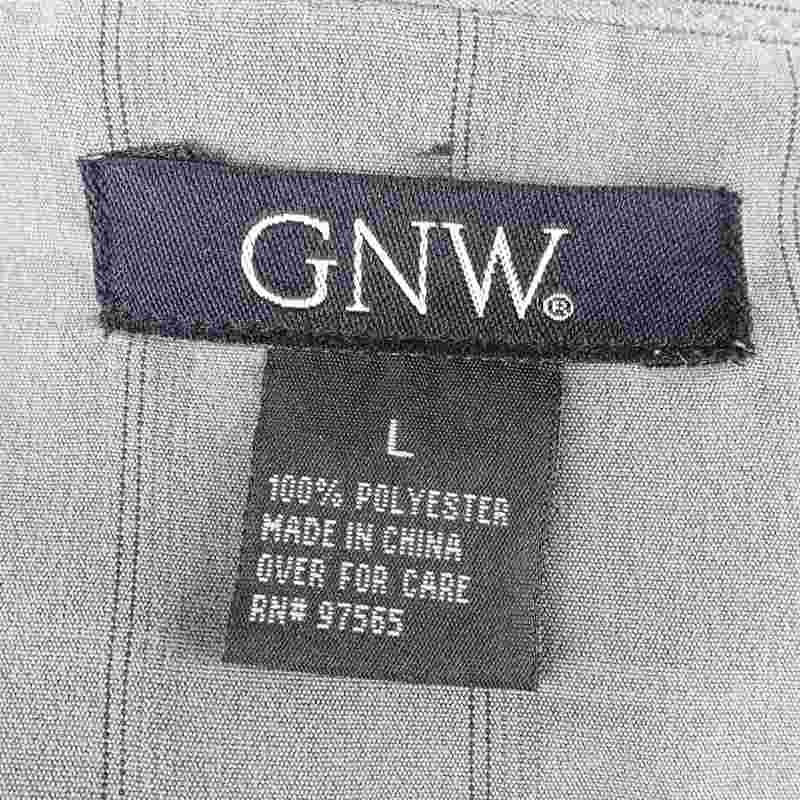 GNW®
L
100% POLYESTER
MADE IN CHINA
OVER FOR CARE
RN# 97565